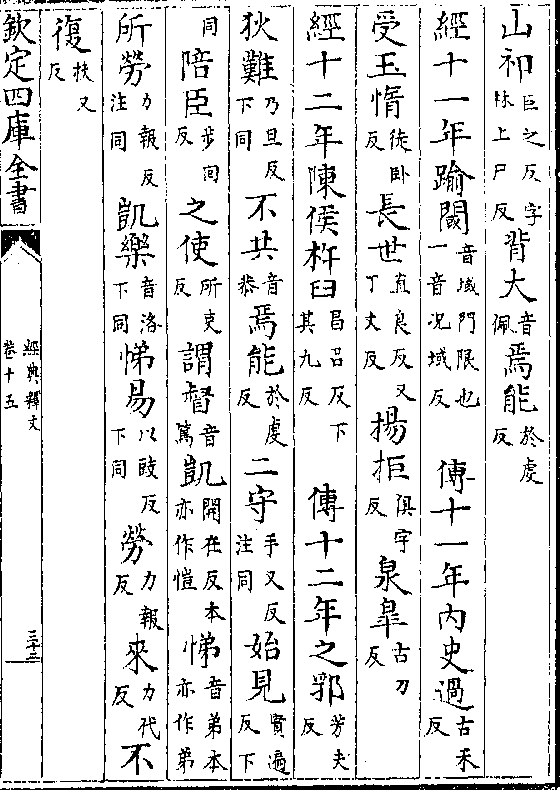 山祁巨之反字林上尸反背大音佩焉能於虔反
經十一年踰閾音域門限也一音況域反傳十一年內史過古禾反
受玉惰徒卧反長世直良反又丁丈反揚拒俱宇反泉皐古刀反
經十二年陳侯杵臼昌呂反下其九反傳十二年之郛芳夫反
狄難乃旦反下同不共音恭焉能於虔反二守手又反注同始見賢遍反下
同陪臣步回反之使所吏反謂督音篤凱開在反本亦作愷悌音弟本亦作弟
所勞力報反注同凱樂音洛下同悌易以豉反下同勞力報反來力代反不
復扶又反
欽定四庫全書
經典釋文
卷十五
三十三